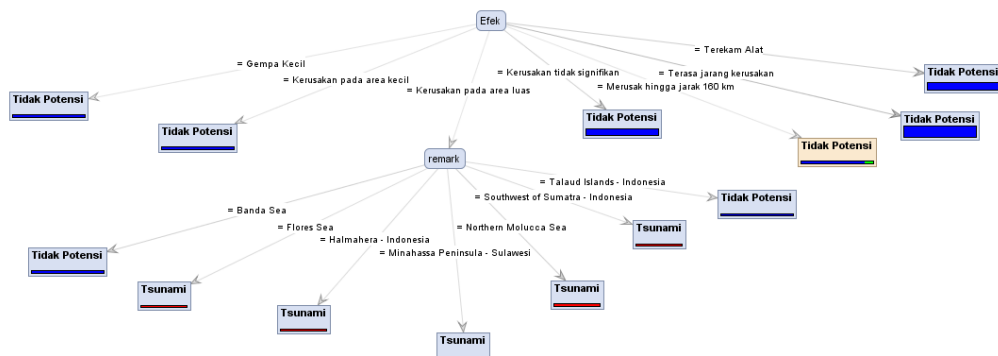 Efek
= Terekam Alat
= Gempa Kecil
= Kerusakan tidak signifikan
= Terasa jarang kerusakan
= Kerusakan pada area kecil
= Merusak hingga jarak 160 km
= Kerusakan pada area luas
Tidak Potensi
Tidak Potensi
Tidak Potensi
Tidak Potensi
Tidak Potensi
Tidak Potensi
remark
= Talaud Islands - Indonesia
= Southwest of Sumatra - Indonesia
= Banda Sea
= Flores Sea
= Northern Molucca Sea
= Halmahera - Indonesia
= Minahassa Peninsula - Sulawesi
Tidak Potensi
Tsunami
Tidak Potensi
Tsunami
Tsunami
Tsunami
Tsunami